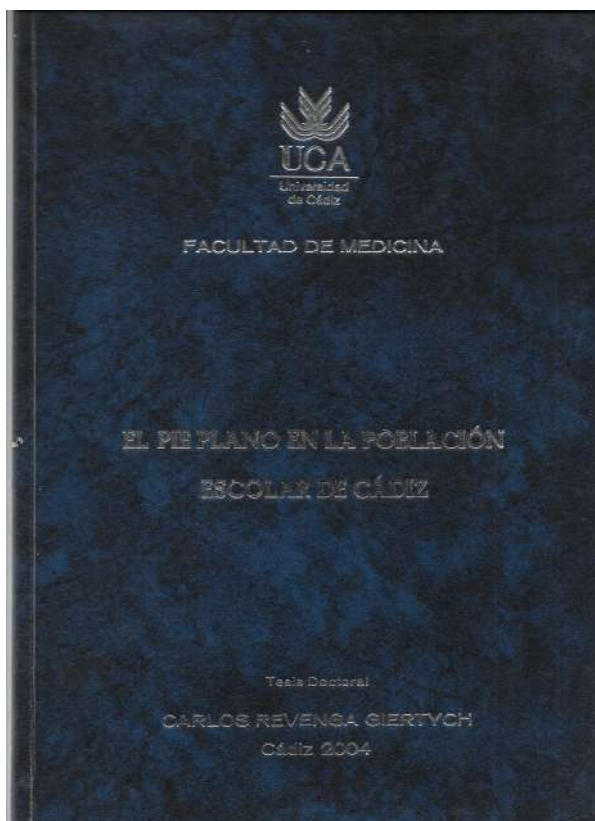 UCA
Universidad
de Cádiz
FACULTAD DE MEDICINA
EL PIE PLANO EN LA POBLACIÓN
ESCOLAR DE CÁDIZ
Tesis Doctoral
CARLOS REVENGA GIERTYCH
Cádiz 2004